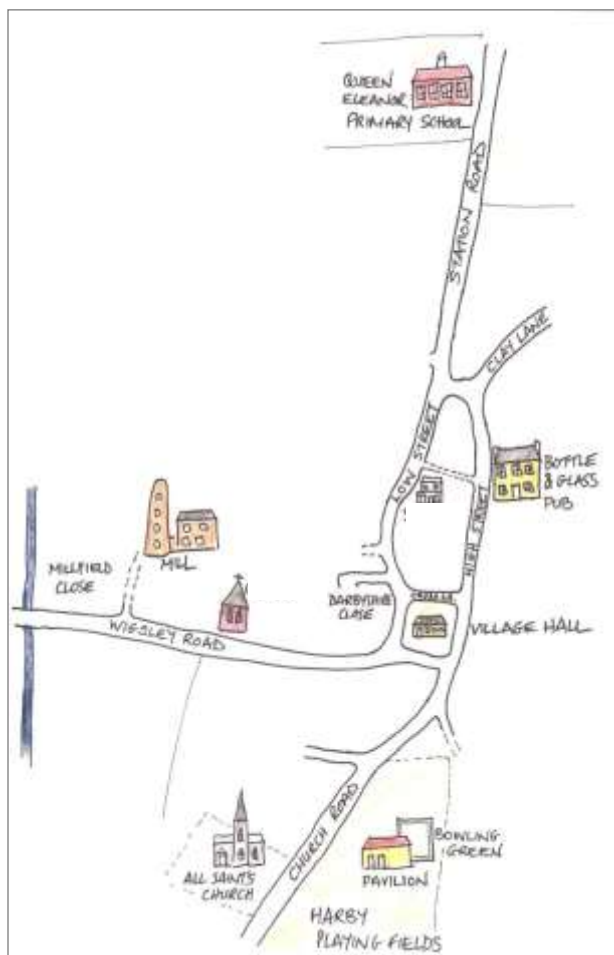 QUEEN
ELEANOR
PRIMARY SCHOOL
STATION ROAD
CLAY LANE
LOW STREET
BOTTLE
& GLASS
PUB
HIGH STREET
MILL
MILLFIELD
CLOSE
DARBYSHIRE
CLOSE
VILLAGE HALL
WIGSLEY ROAD
CHURCH ROAD
BOWLING
GREEN
ALL SAINTS
CHURCH
PAVILION
HARBY
PLAYING FIELDS